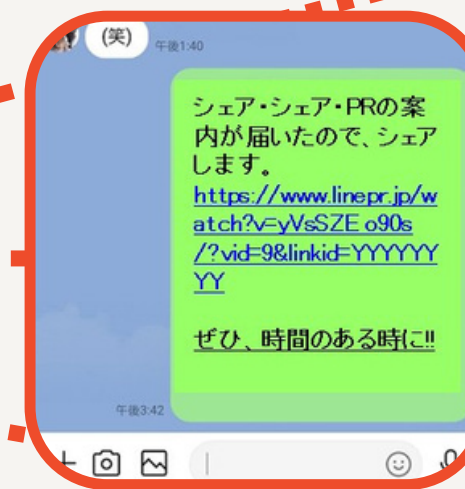 (笑)
午後1:40
シェア・シェア・PRの案
内が届いたので、シェア
します。
https://www.linepr.jp/w
atch?v=yVsSZE o90s
/?vid=9&linkid=YYYYYY
YY
ぜひ、時間のある時に!!
午後3:42